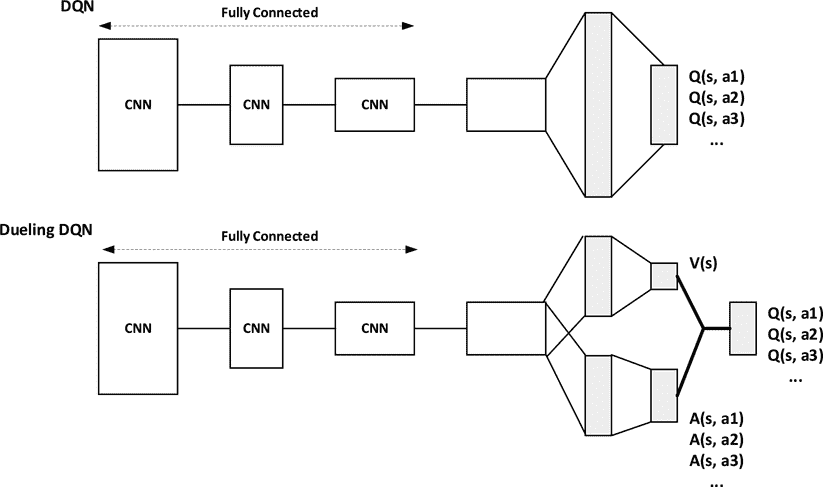 DQN
Fully Connected
CNN
CNN
CNN
Q(s, a1)
Q(s, a2)
Q(s, a3)
...
Dueling DQN
Fully Connected
CNN
CNN
CNN
V(s)
Q(s, a1)
Q(s, a2)
Q(s, a3)
...
A(s, a1)
A(s, a2)
A(s, a3)
...